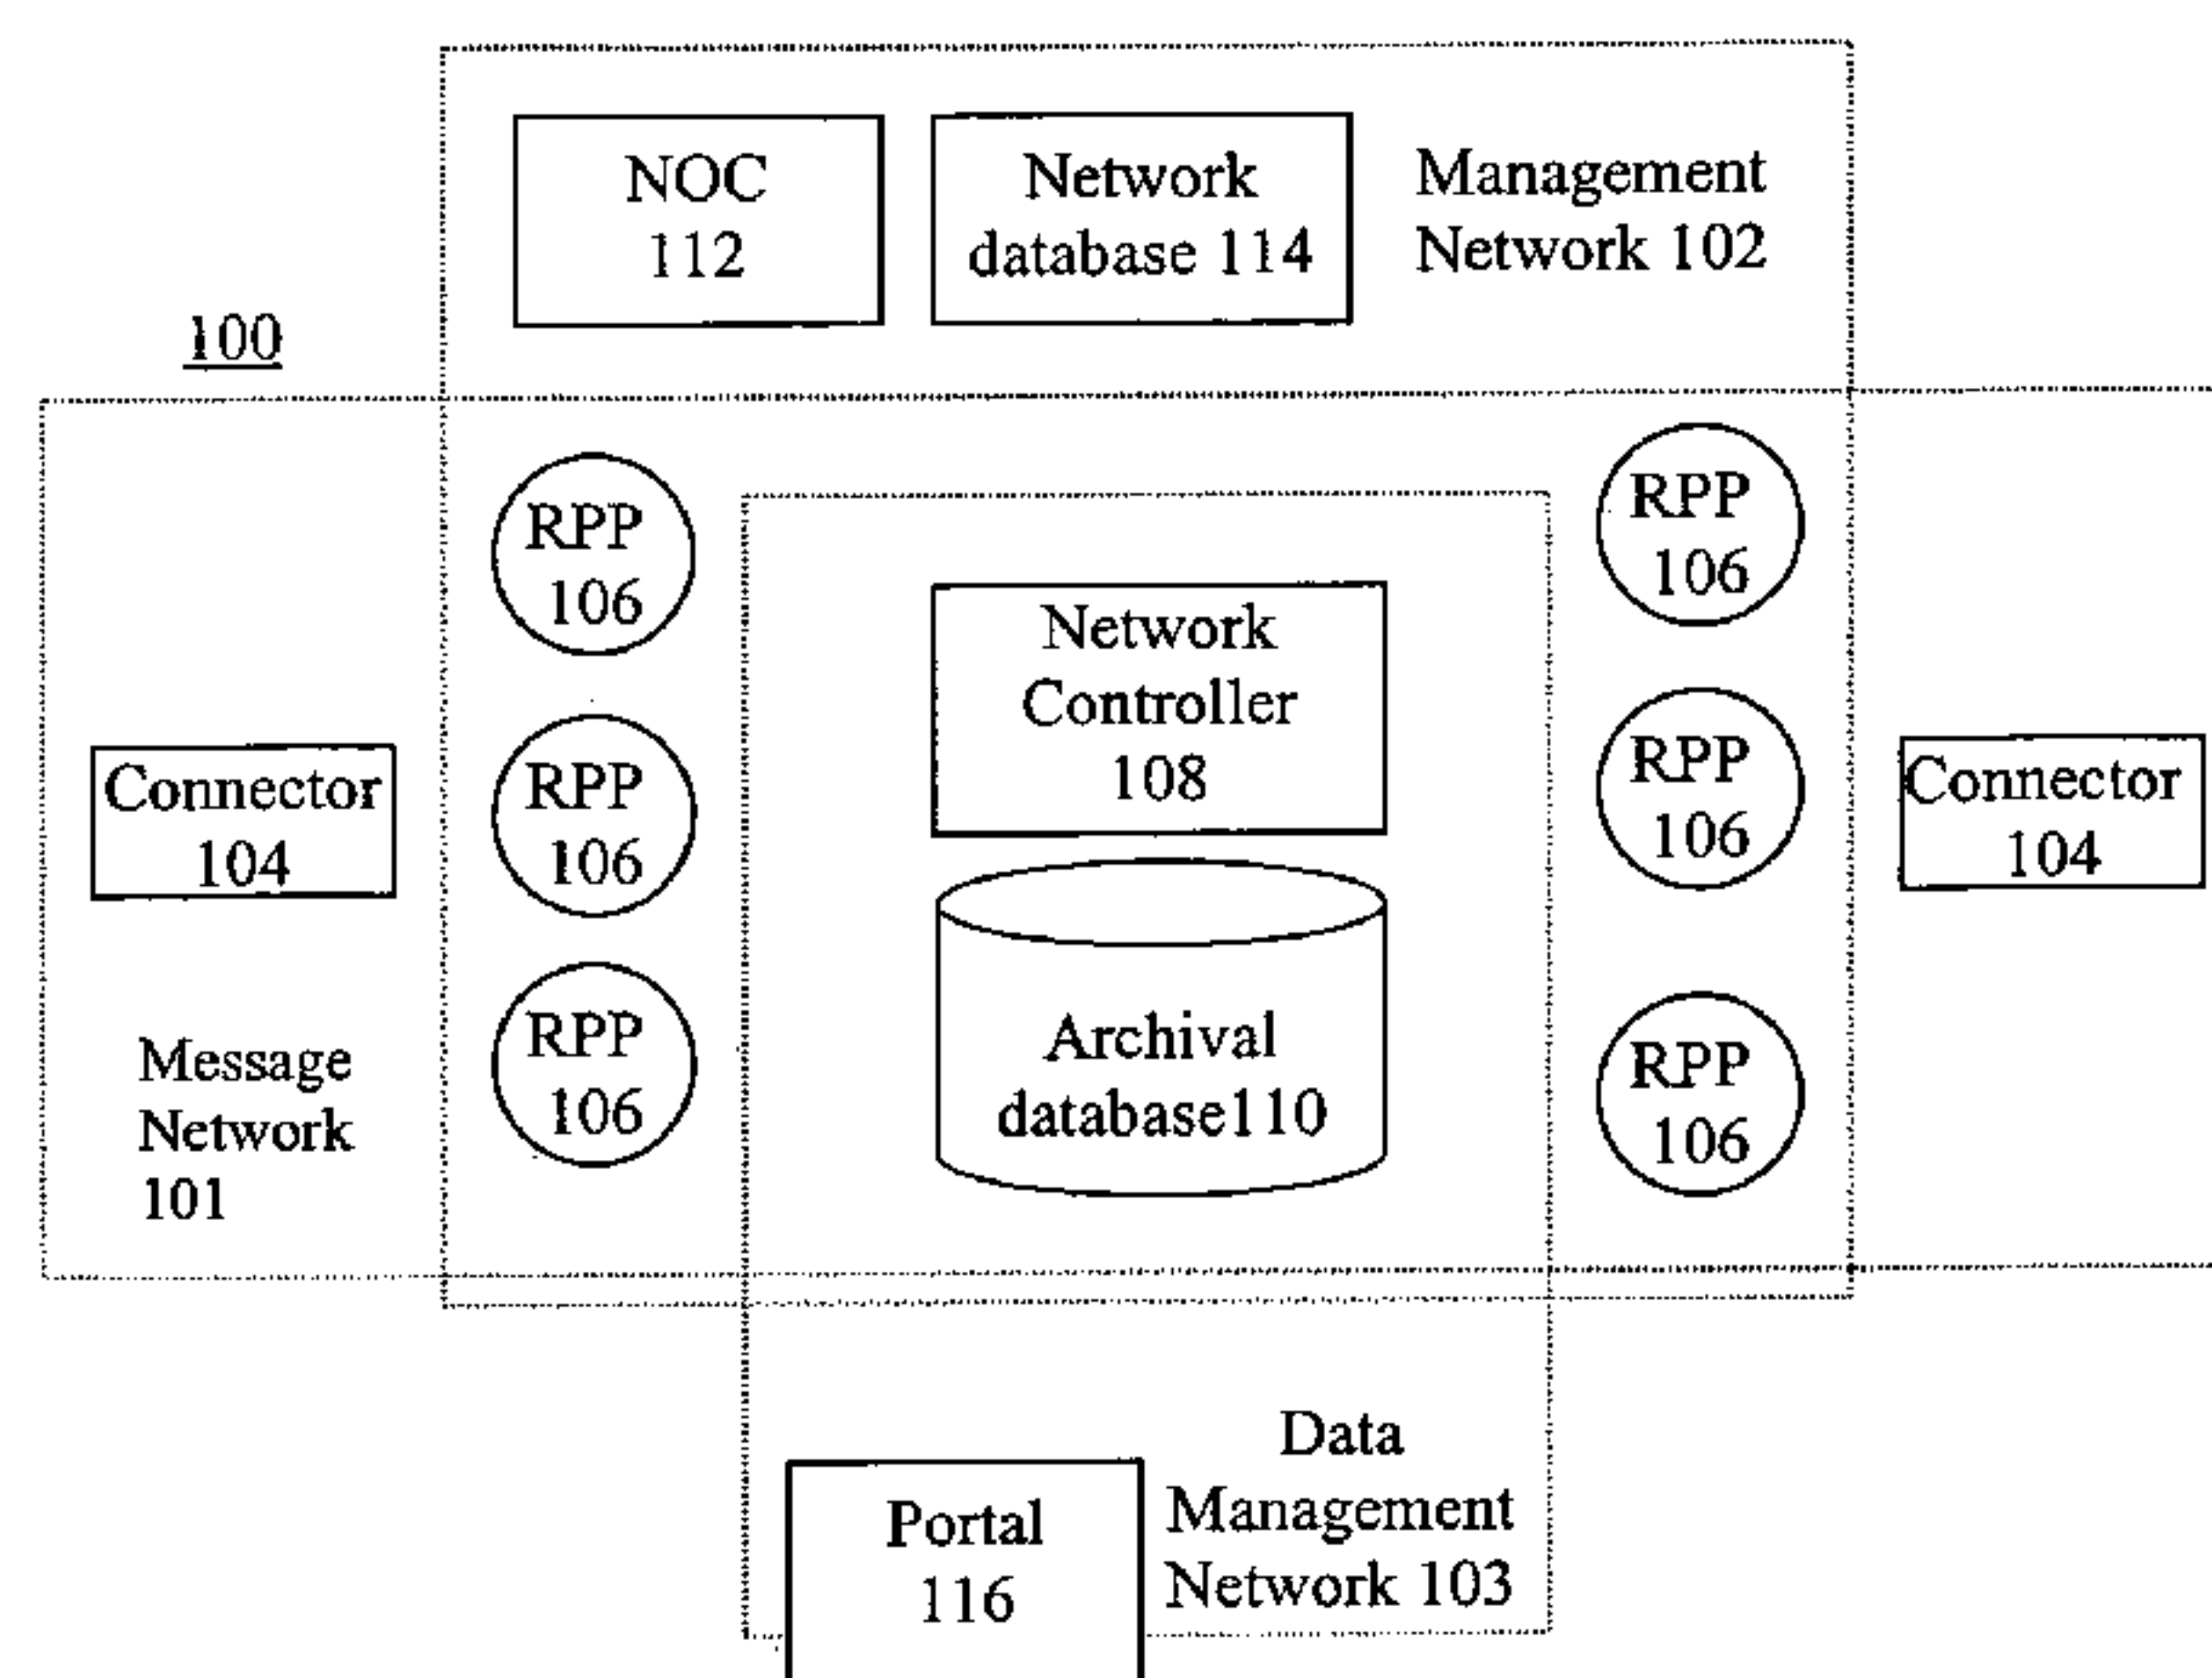 NOC
112
Network
database 114
Management
Network 102
100
RPP
106
RPP
106
RPP
106
Connector
104
Message
Network
101
Network
Controller
108
Archival
database110
RPP
106
RPP
106
RPP
106
Connector
104
Portal
116
Data
Management
Network 103